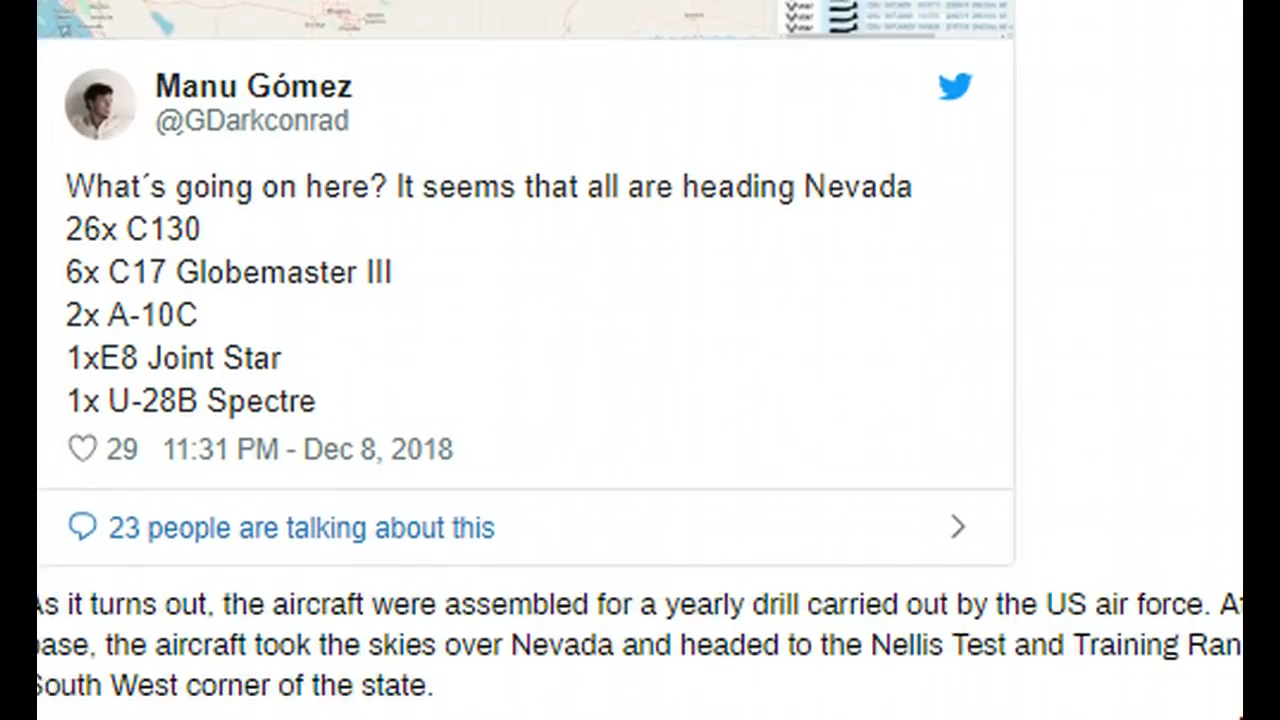 Manu Gómez
@GDarkconrad
What´s going on here? It seems that all are heading Nevada
26x C130
6x C17 Globemaster III
2x A-10C
1xE8 Joint Star
1x U-28B Spectre
29 11:31 PM - Dec 8, 2018
23 people are talking about this
As it turns out, the aircraft were assembled for a yearly drill carried out by the US air force.
base, the aircraft took the skies over Nevada and headed to the Nellis Test and Training Ran
South West corner of the state.